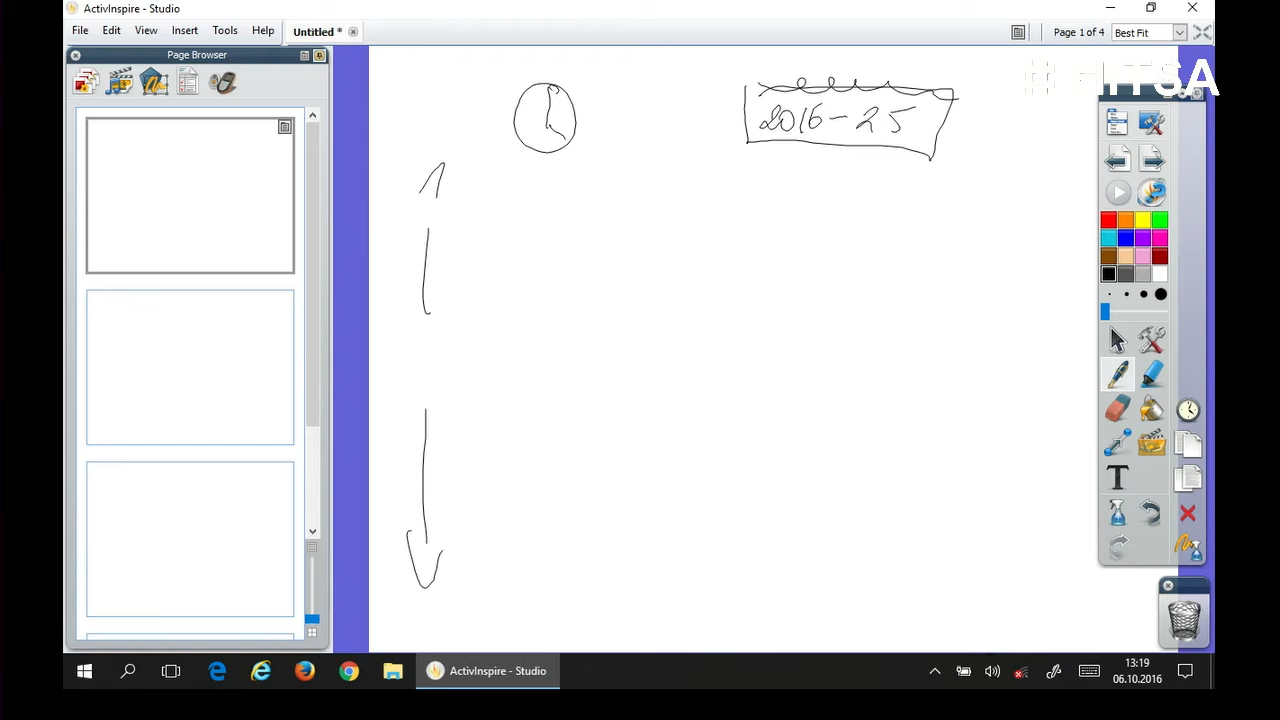 ActivInspire - Studio
File Edit View Insert Tools Help Untitled * Page 1 of 4 Best Fit
Page Browser
#HITSA
2016-25
T
ActivInspire - Studio
13:19
06.10.2016